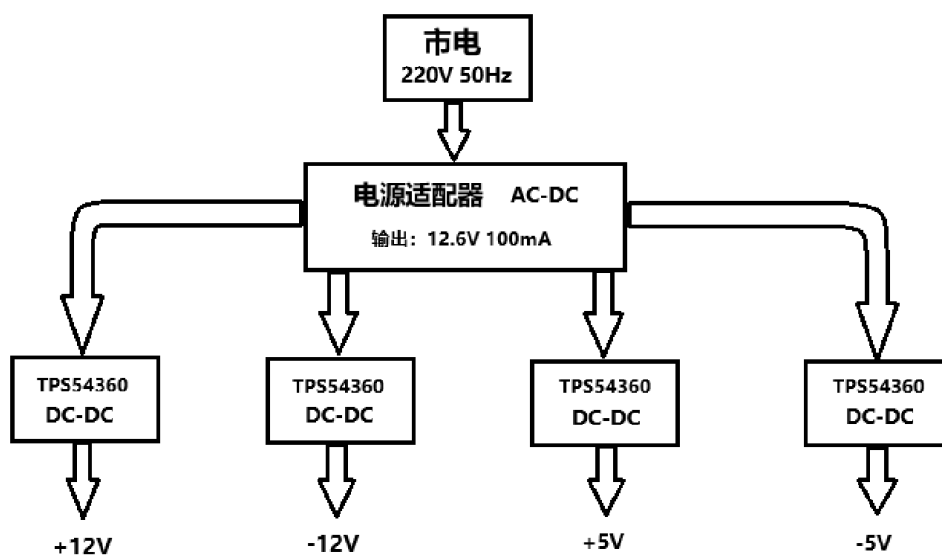 市电
220V 50Hz
电源适配器 AC-DC
输出：12.6V 100mA
TPS54360
DC-DC
TPS54360
DC-DC
TPS54360
DC-DC
TPS54360
DC-DC
+12V
-12V
+5V
-5V